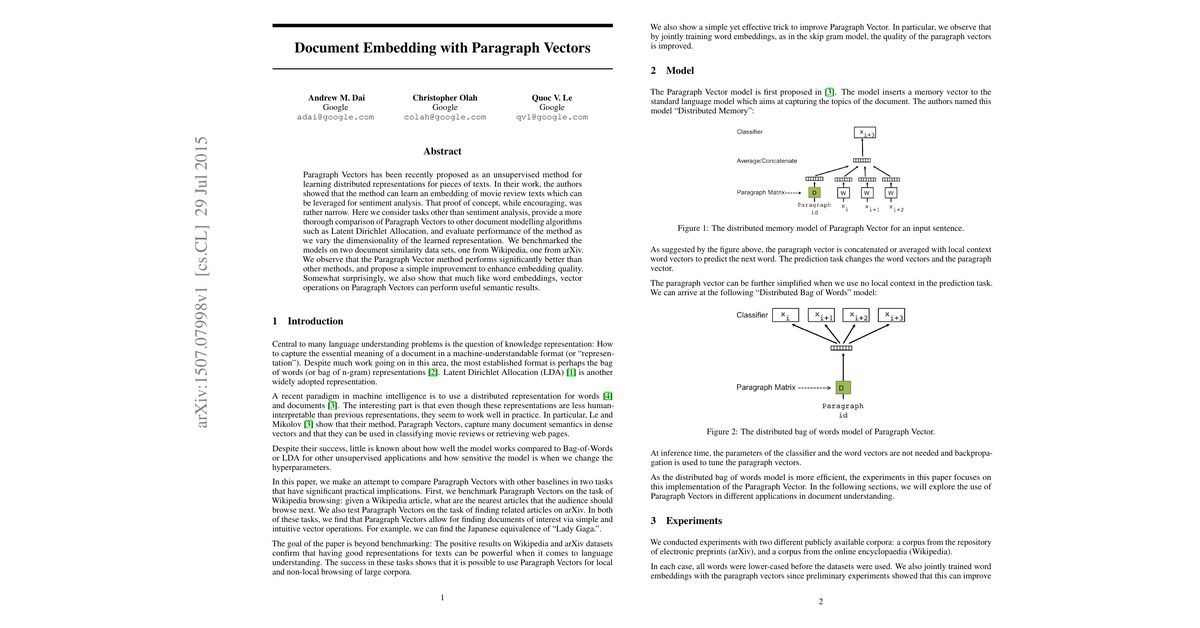 arXiv:1507.07998v1 [cs.CL] 29 Jul 2015
Document Embedding with Paragraph Vectors
Andrew M. Dai
Google
adai@google.com
Christopher Olah
Google
colah@google.com
Quoc V. Le
Google
qvl@google.com
Abstract
Paragraph Vectors has been recently proposed as an unsupervised method for
learning distributed representations for pieces of texts. In their work, the authors
showed that the method can learn an embedding of movie review texts which can
be leveraged for sentiment analysis. That proof of concept, while encouraging, was
rather narrow. Here we consider tasks other than sentiment analysis, provide a more
thorough comparison of Paragraph Vectors to other document modelling algorithms
such as Latent Dirichlet Allocation, and evaluate performance of the method as
we vary the dimensionality of the learned representation. We benchmarked the
models on two document similarity data sets, one from Wikipedia, one from arXiv.
We observe that the Paragraph Vector method performs significantly better than
other methods, and propose a simple improvement to enhance embedding quality.
Somewhat surprisingly, we also show that much like word embeddings, vector
operations on Paragraph Vectors can perform useful semantic results.
1 Introduction
Central to many language understanding problems is the question of knowledge representation: How
to capture the essential meaning of a document in a machine-understandable format (or “represen-
tation”). Despite much work going on in this area, the most established format is perhaps the bag
of words (or bag of n-gram) representations [2]. Latent Dirichlet Allocation (LDA) [1] is another
widely adopted representation.
A recent paradigm in machine intelligence is to use a distributed representation for words [4]
and documents [3]. The interesting part is that even though these representations are less human-
interpretable than previous representations, they seem to work well in practice. In particular, Le and
Mikolov [3] show that their method, Paragraph Vectors, capture many document semantics in dense
vectors and that they can be used in classifying movie reviews or retrieving web pages.
Despite their success, little is known about how well the model works compared to Bag-of-Words
or LDA for other unsupervised applications and how sensitive the model is when we change the
hyperparameters.
In this paper, we make an attempt to compare Paragraph Vectors with other baselines in two tasks
that have significant practical implications. First, we benchmark Paragraph Vectors on the task of
Wikipedia browsing: given a Wikipedia article, what are the nearest articles that the audience should
browse next. We also test Paragraph Vectors on the task of finding related articles on arXiv. In both
of these tasks, we find that Paragraph Vectors allow for finding documents of interest via simple and
intuitive vector operations. For example, we can find the Japanese equivalence of “Lady Gaga.”.
The goal of the paper is beyond benchmarking: The positive results on Wikipedia and arXiv datasets
confirm that having good representations for texts can be powerful when it comes to language
understanding. The success in these tasks shows that it is possible to use Paragraph Vectors for local
and non-local browsing of large corpora.
1
We also show a simple yet effective trick to improve Paragraph Vector. In particular, we observe that
by jointly training word embeddings, as in the skip gram model, the quality of the paragraph vectors
is improved.
2 Model
The Paragraph Vector model is first proposed in [3]. The model inserts a memory vector to the
standard language model which aims at capturing the topics of the document. The authors named this
model “Distributed Memory”:
Classifier
x i+3
Average/Concatenate
Paragraph Matrix
D W W W
Paragraph id
x i x i+1 x i+2
Figure 1: The distributed memory model of Paragraph Vector for an input sentence.
As suggested by the figure above, the paragraph vector is concatenated or averaged with local context
word vectors to predict the next word. The prediction task changes the word vectors and the paragraph
vector.
The paragraph vector can be further simplified when we use no local context in the prediction task.
We can arrive at the following “Distributed Bag of Words” model:
Classifier x i x i+1 x i+2 x i+3
Paragraph Matrix D
Paragraph
id
Figure 2: The distributed bag of words model of Paragraph Vector.
At inference time, the parameters of the classifier and the word vectors are not needed and backpropa-
gation is used to tune the paragraph vectors.
As the distributed bag of words model is more efficient, the experiments in this paper focuses on
this implementation of the Paragraph Vector. In the following sections, we will explore the use of
Paragraph Vectors in different applications in document understanding.
3 Experiments
We conducted experiments with two different publicly available corpora: a corpus from the repository
of electronic preprints (arXiv), and a corpus from the online encyclopaedia (Wikipedia).
In each case, all words were lower-cased before the datasets were used. We also jointly trained word
embeddings with the paragraph vectors since preliminary experiments showed that this can improve
2